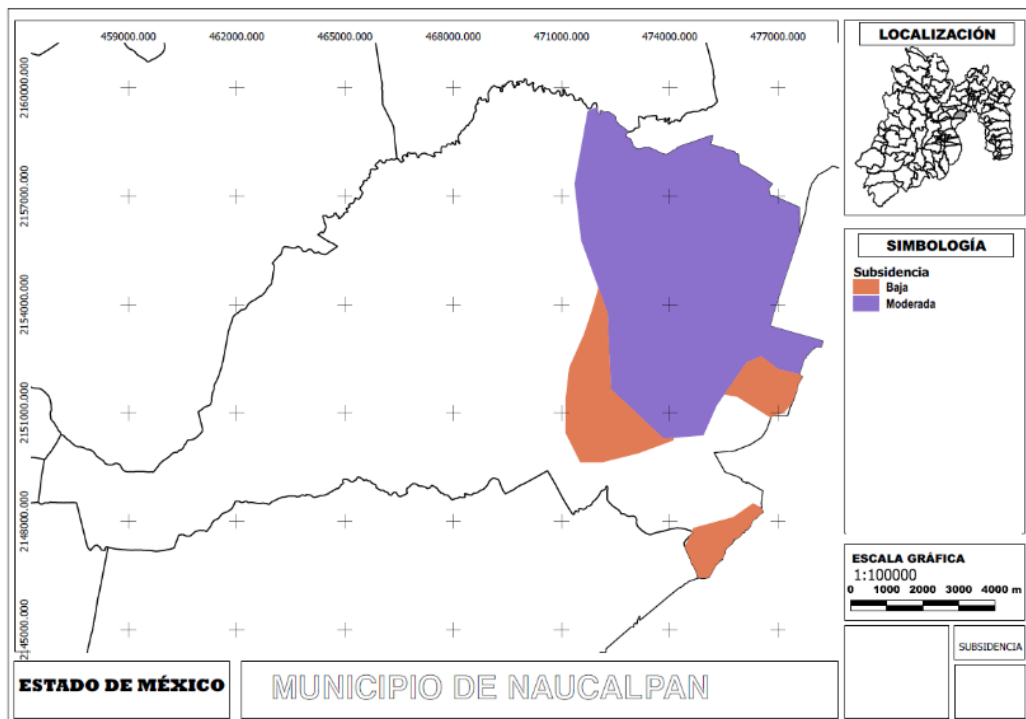 459000.000 462000.000 465000.000 468000.000 471000.000 474000.000 477000.000
2160000.000
2157000.000
2154000.000
2151000.000
2148000.000
2145000.000
LOCALIZACIÓN
SIMBOLOGÍA
Subsidencia
Baja
Moderada
ESCALA GRÁFICA
1:100000
0 1000 2000 3000 4000 m
SUBSIDENCIA
ESTADO DE MÉXICO
MUNICIPIO DE NAUCALPAN